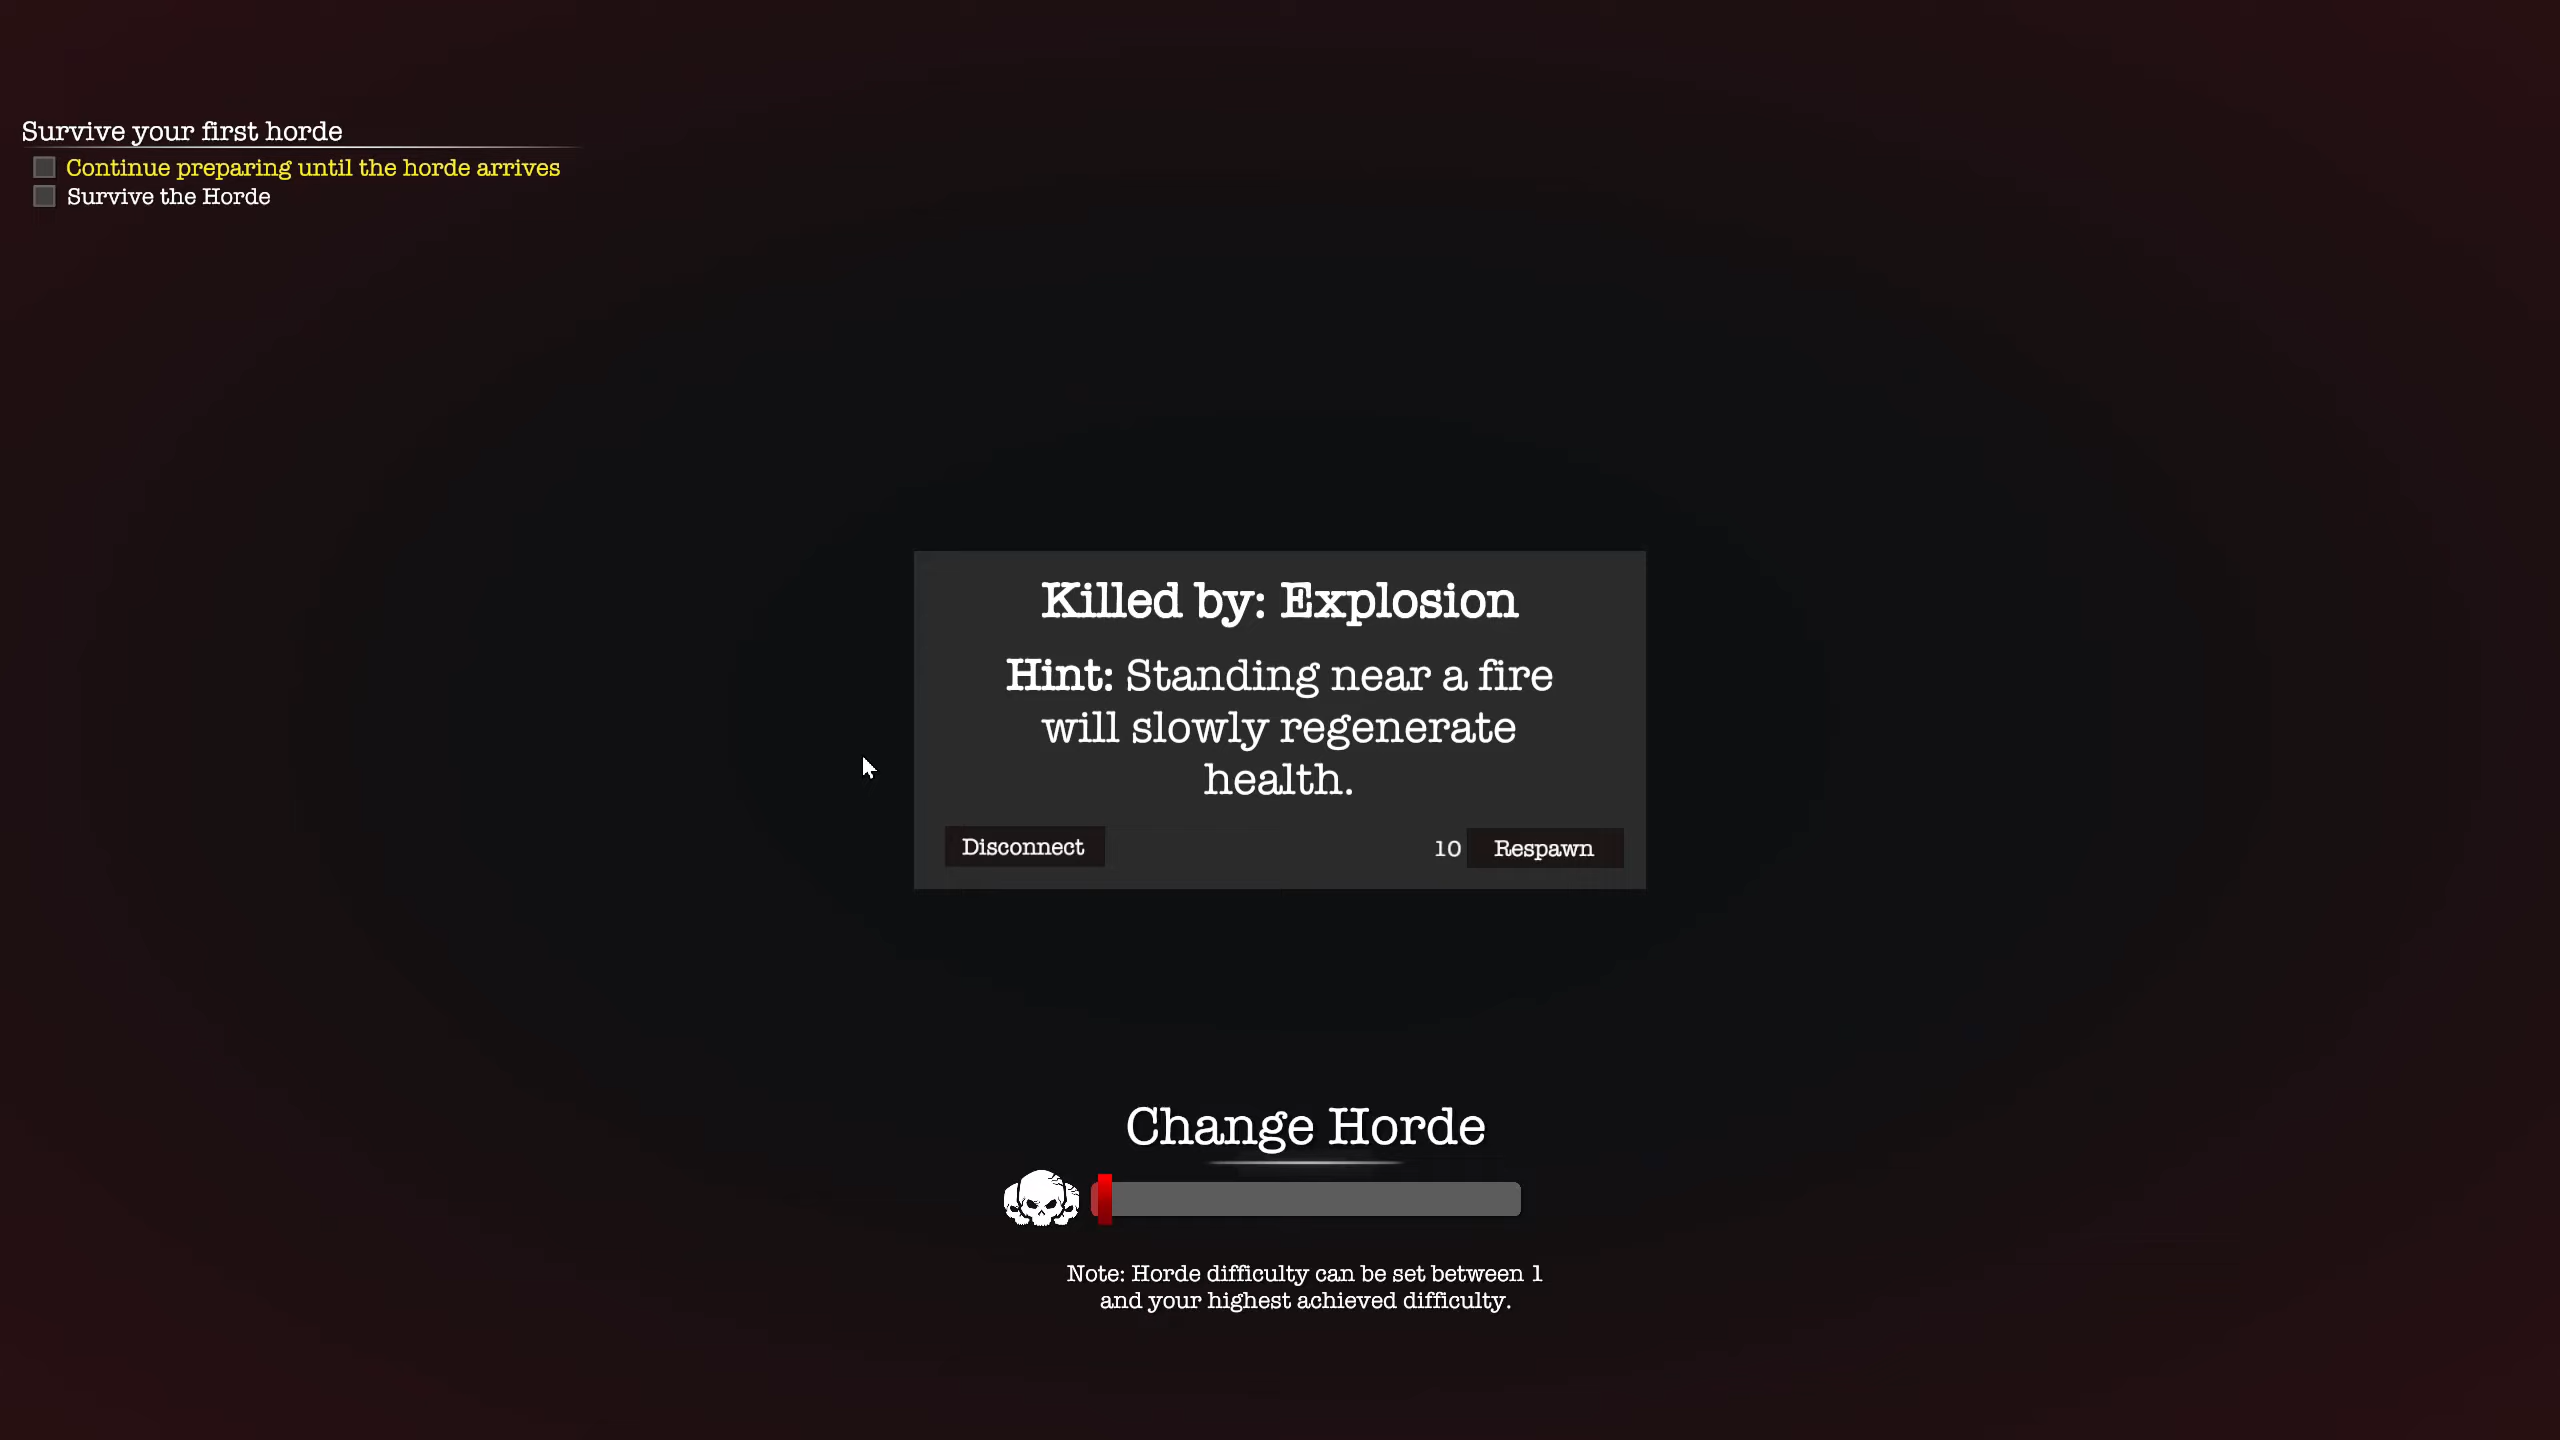 Survive your first horde
Continue preparing until the horde arrives
Survive the Horde
Killed by: Explosion
Hint: Standing near a fire
will slowly regenerate
health.
Disconnect
10 Respawn
Change Horde
Note: Horde difficulty can be set between 1
and your highest achieved difficulty.